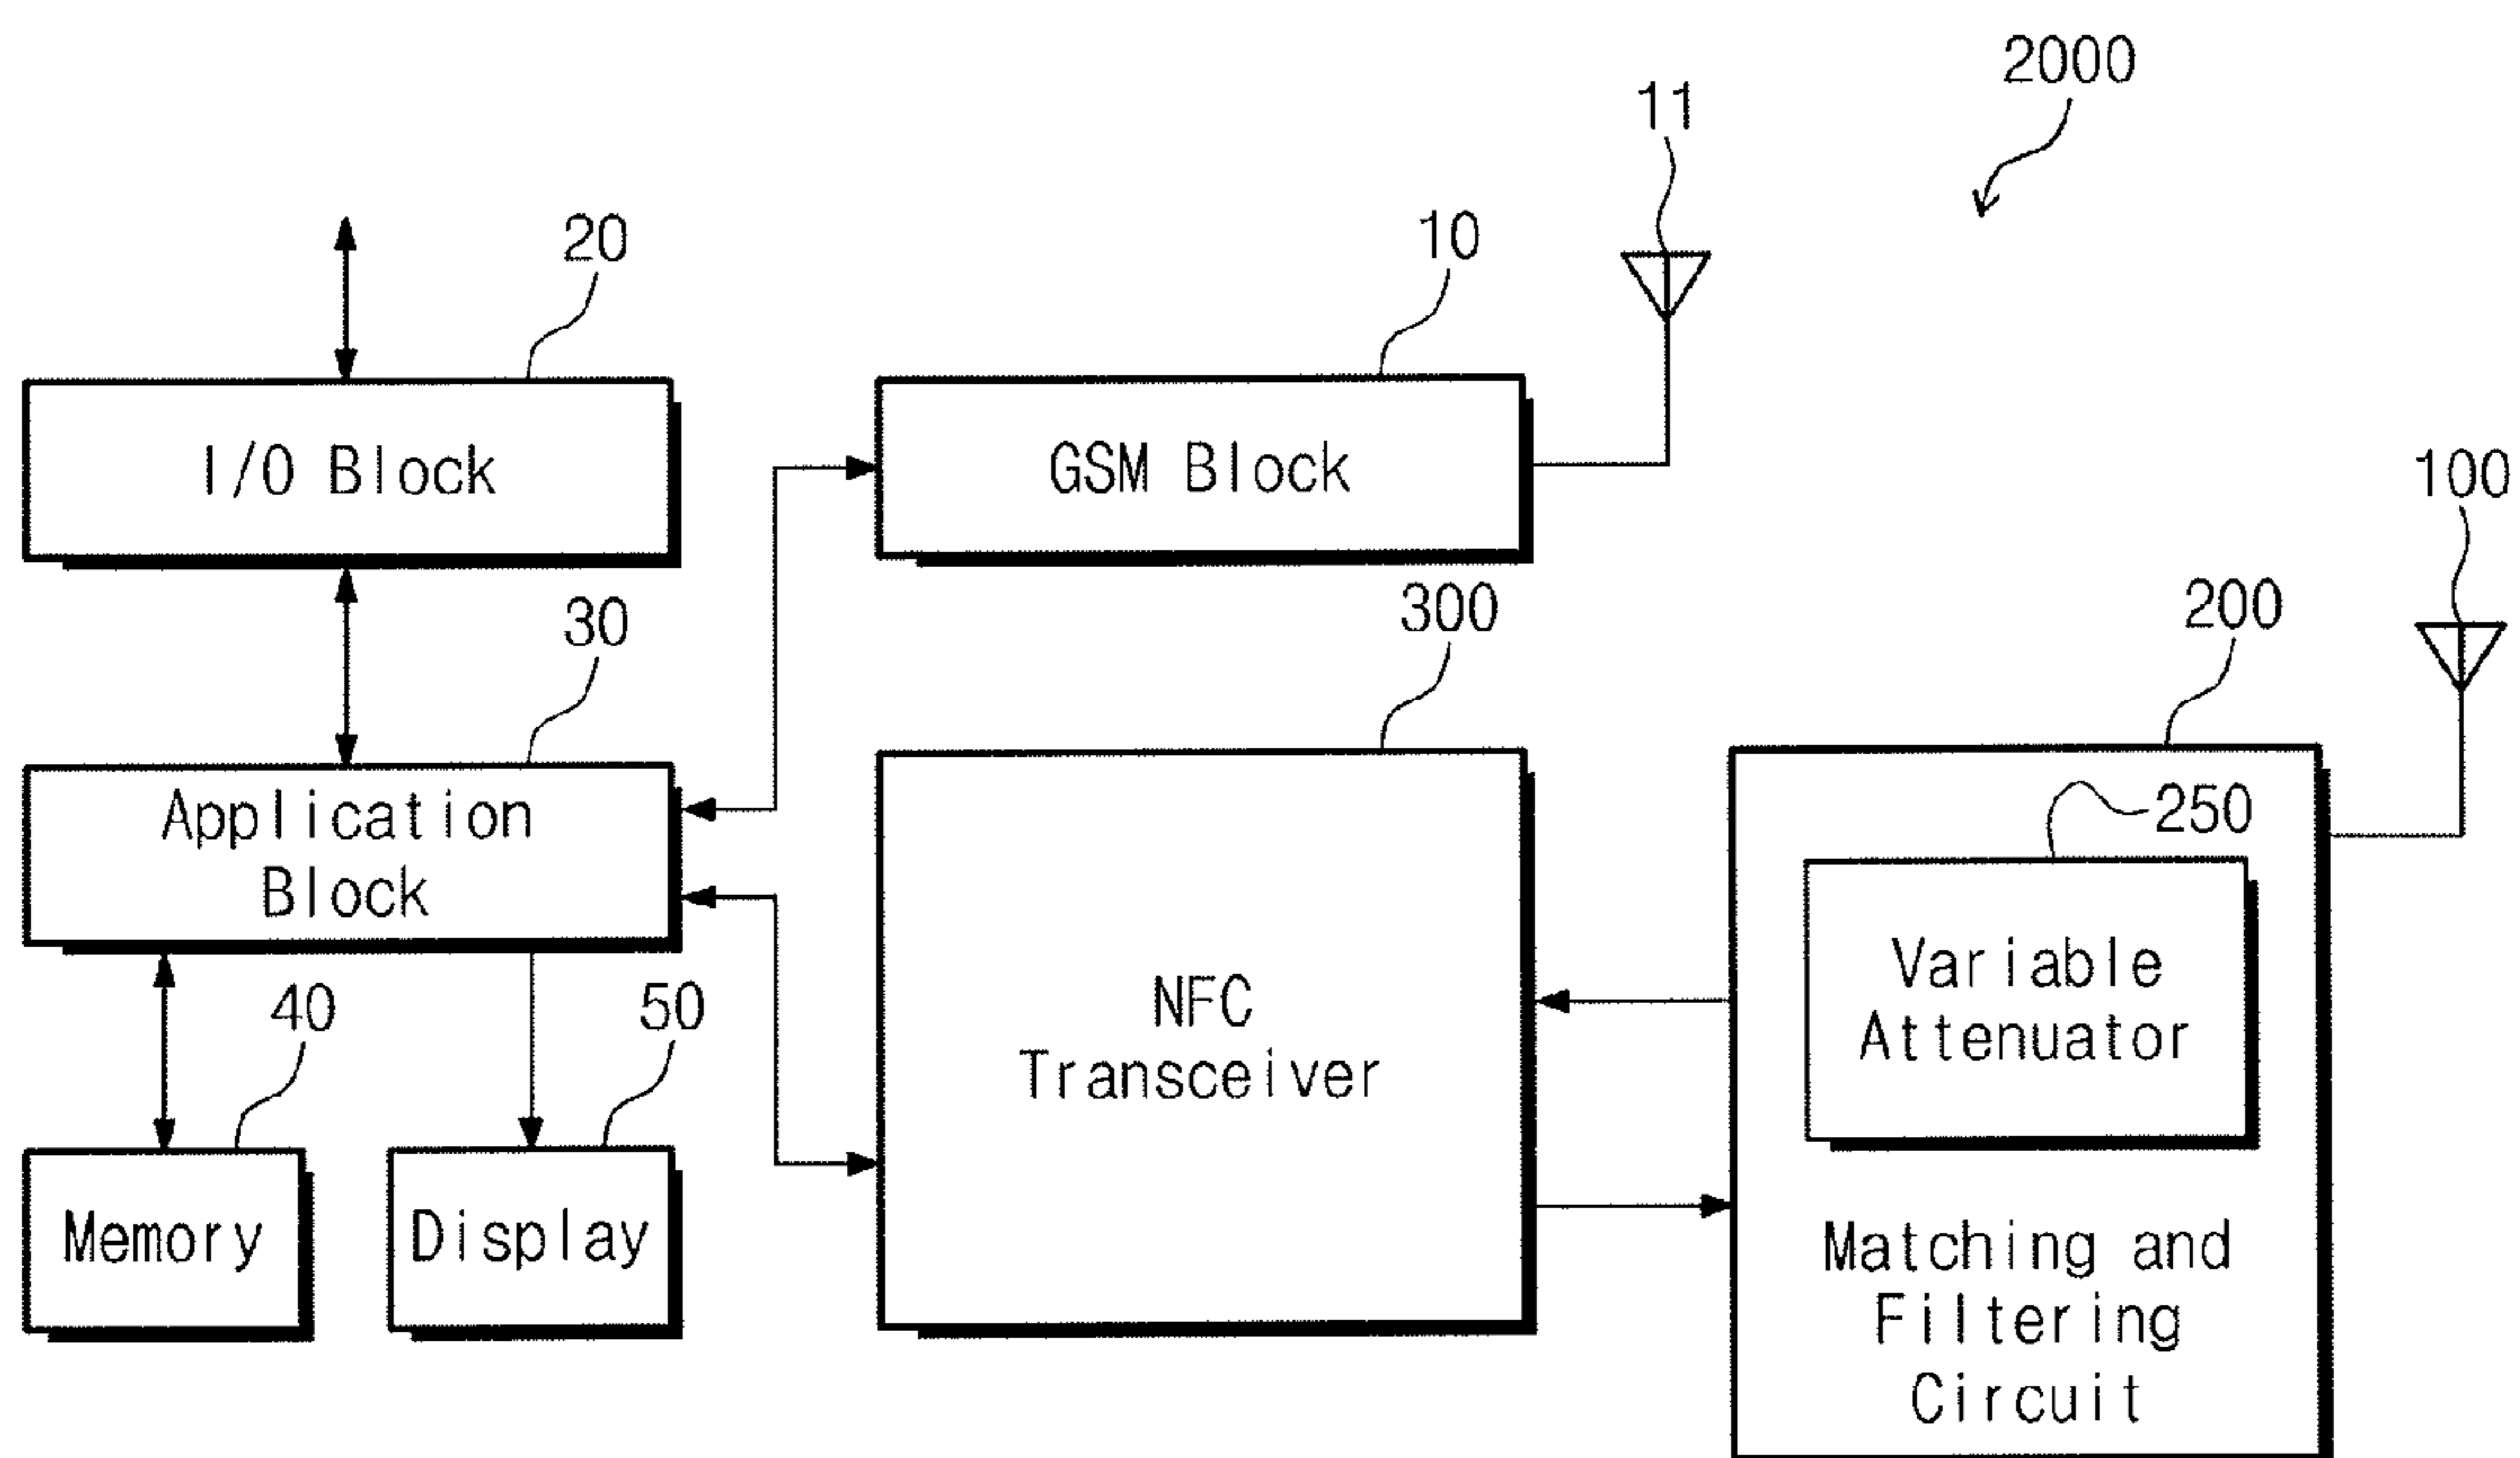 2000
11
20
10
I/O Block
GSM Block
100
30
300
200
Application
Block
250
Variable
Attenuator
NFC
Transceiver
40
50
Memory
Display
Matching and
Filtering
Circuit